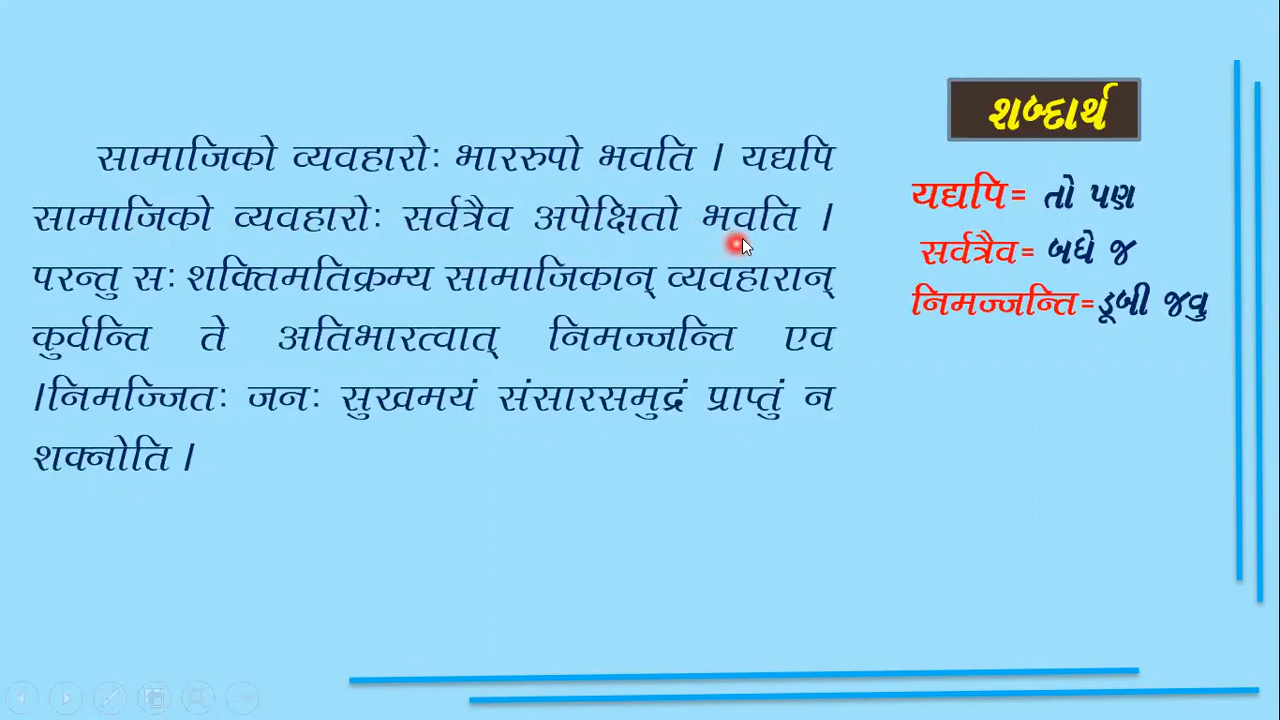 सामाजिको व्यवहारोः भाररुपो भवति । यद्यपि
सामाजिको व्यवहारोः सर्वत्रैव अपेक्षितो भवति ।
परन्तु सः शक्तिमतिक्रम्य सामाजिकान् व्यवहारान्
कुर्वन्ति ते अतिभारत्वात् निमज्जन्ति एव
।निमज्जितः जनः सुखमयं संसारसमुद्रं प्राप्तुं न
शक्नोति ।
શબ્દાર્થ
यद्यपि= તો પણ
सर्वत्रैव= બધે જ
निमज्जन्ति=ડૂબી જવુ